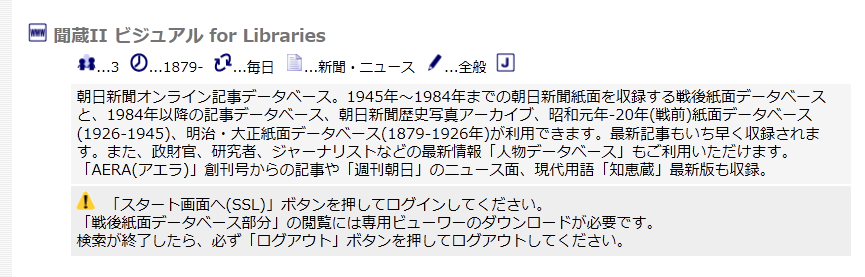 WWW 聞蔵II ビジュアル for Libraries
...3 ...1879- ...毎日 ...新聞・ニュース ...全般 J
朝日新聞オンライン記事データベース。1945年～1984年までの朝日新聞紙面を収録する戦後紙面データベース
と、1984年以降の記事データベース、朝日新聞歴史写真アーカイブ、昭和元年-20年(戦前)紙面データベース
(1926-1945)、明治・大正紙面データベース(1879-1926年)が利用できます。最新記事もいち早く収録されま
す。また、政財官、研究者、ジャーナリストなどの最新情報「人物データベース」もご利用いただけます。
「AERA(アエラ)」創刊号からの記事や「週刊朝日」のニュース面、現代用語「知恵蔵」最新版も収録。
「スタート画面へ(SSL)」ボタンを押してログインしてください。
「戦後紙面データベース部分」の閲覧には専用ビューワーのダウンロードが必要です。
検索が終了したら、必ず「ログアウト」ボタンを押してログアウトしてください。